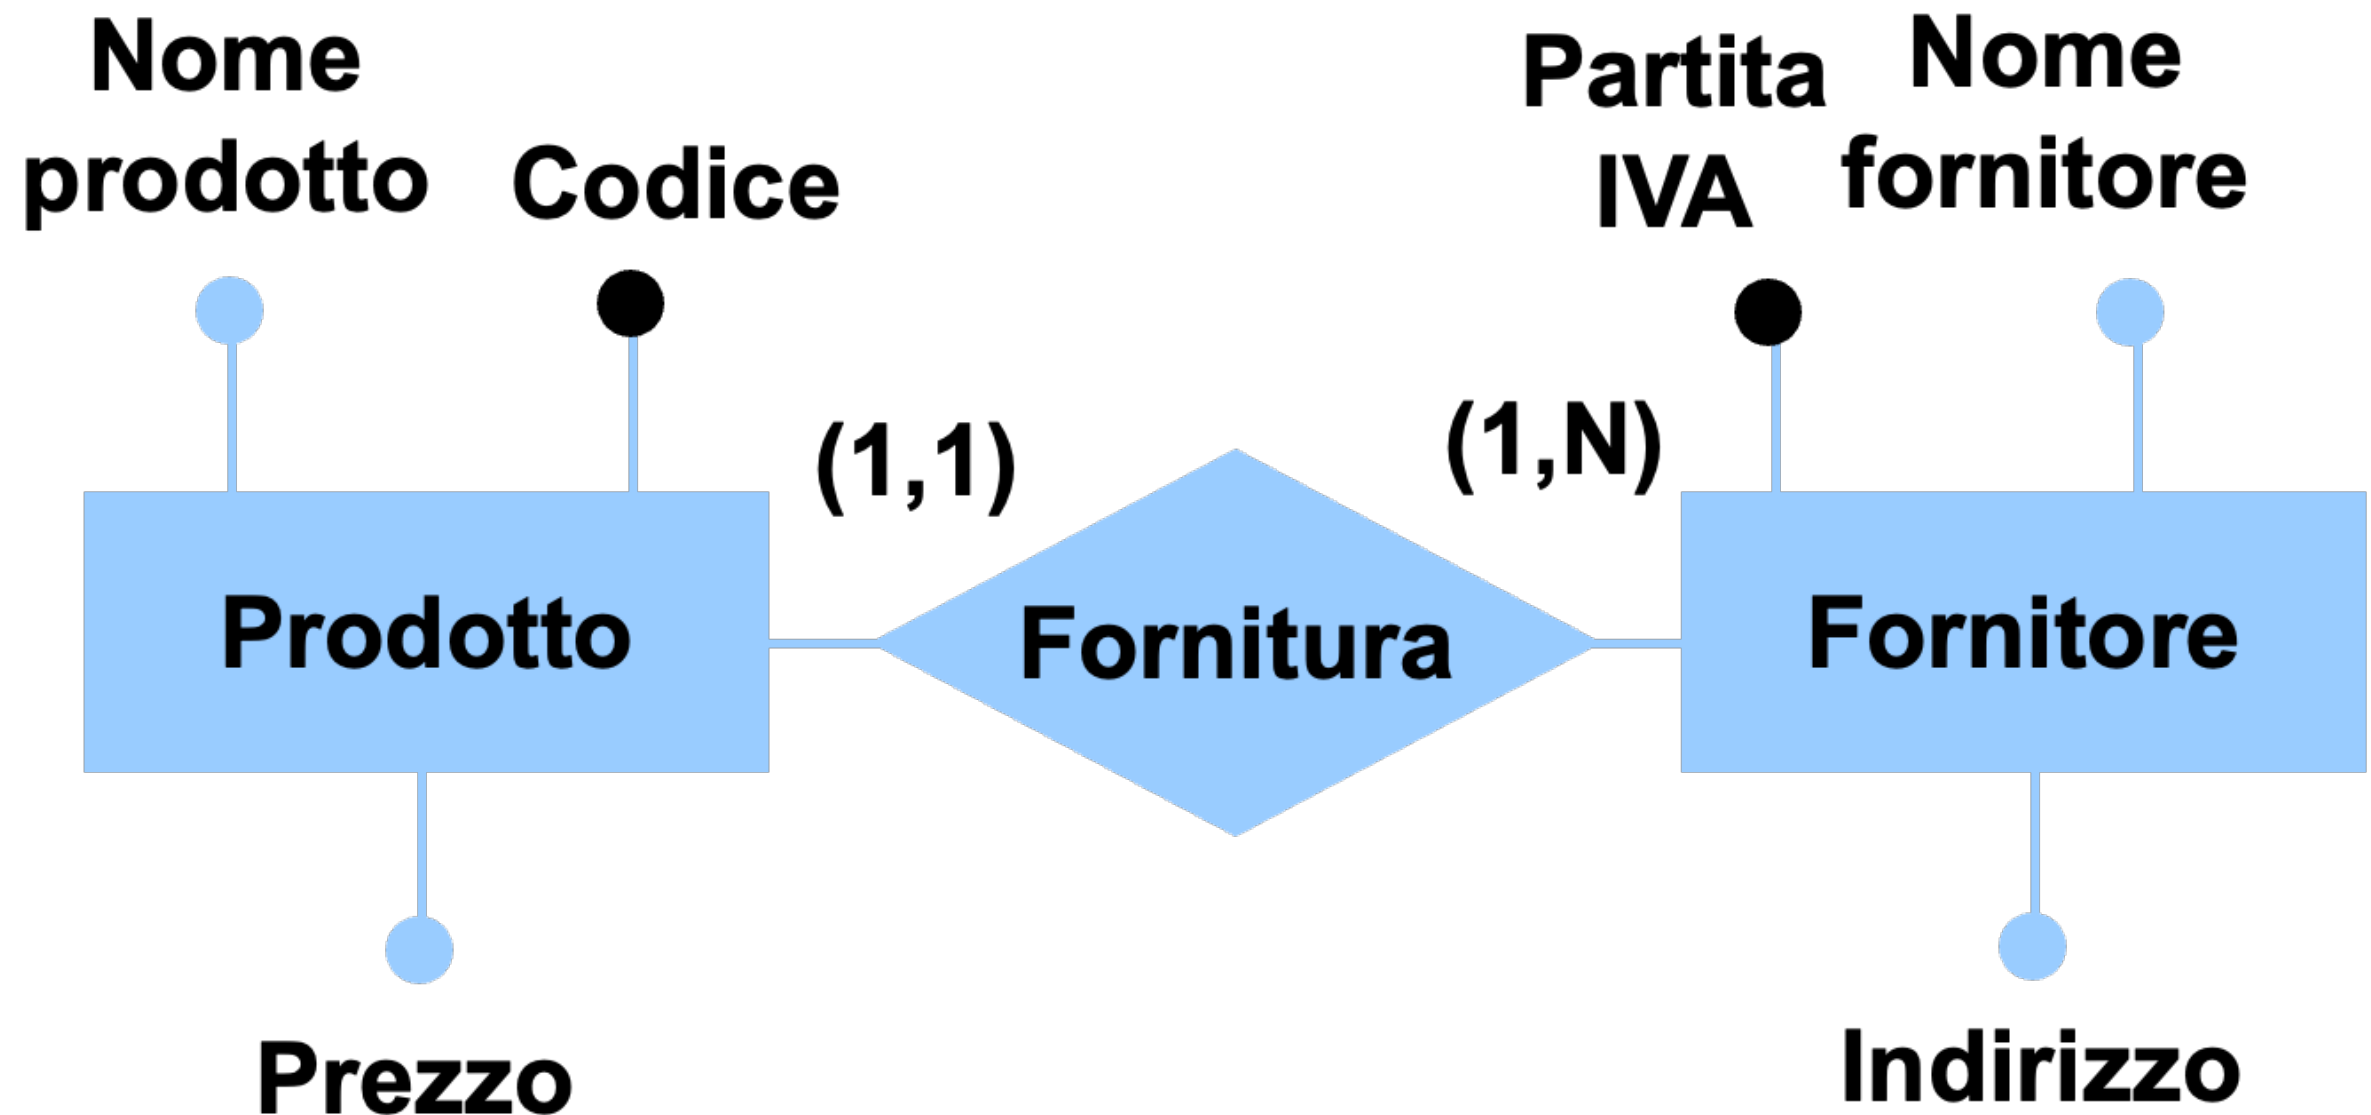 Nome
prodotto
Codice
Partita
IVA
Nome
fornitore
(1,1)
(1,N)
Prodotto
Fornitura
Fornitore
Prezzo
Indirizzo